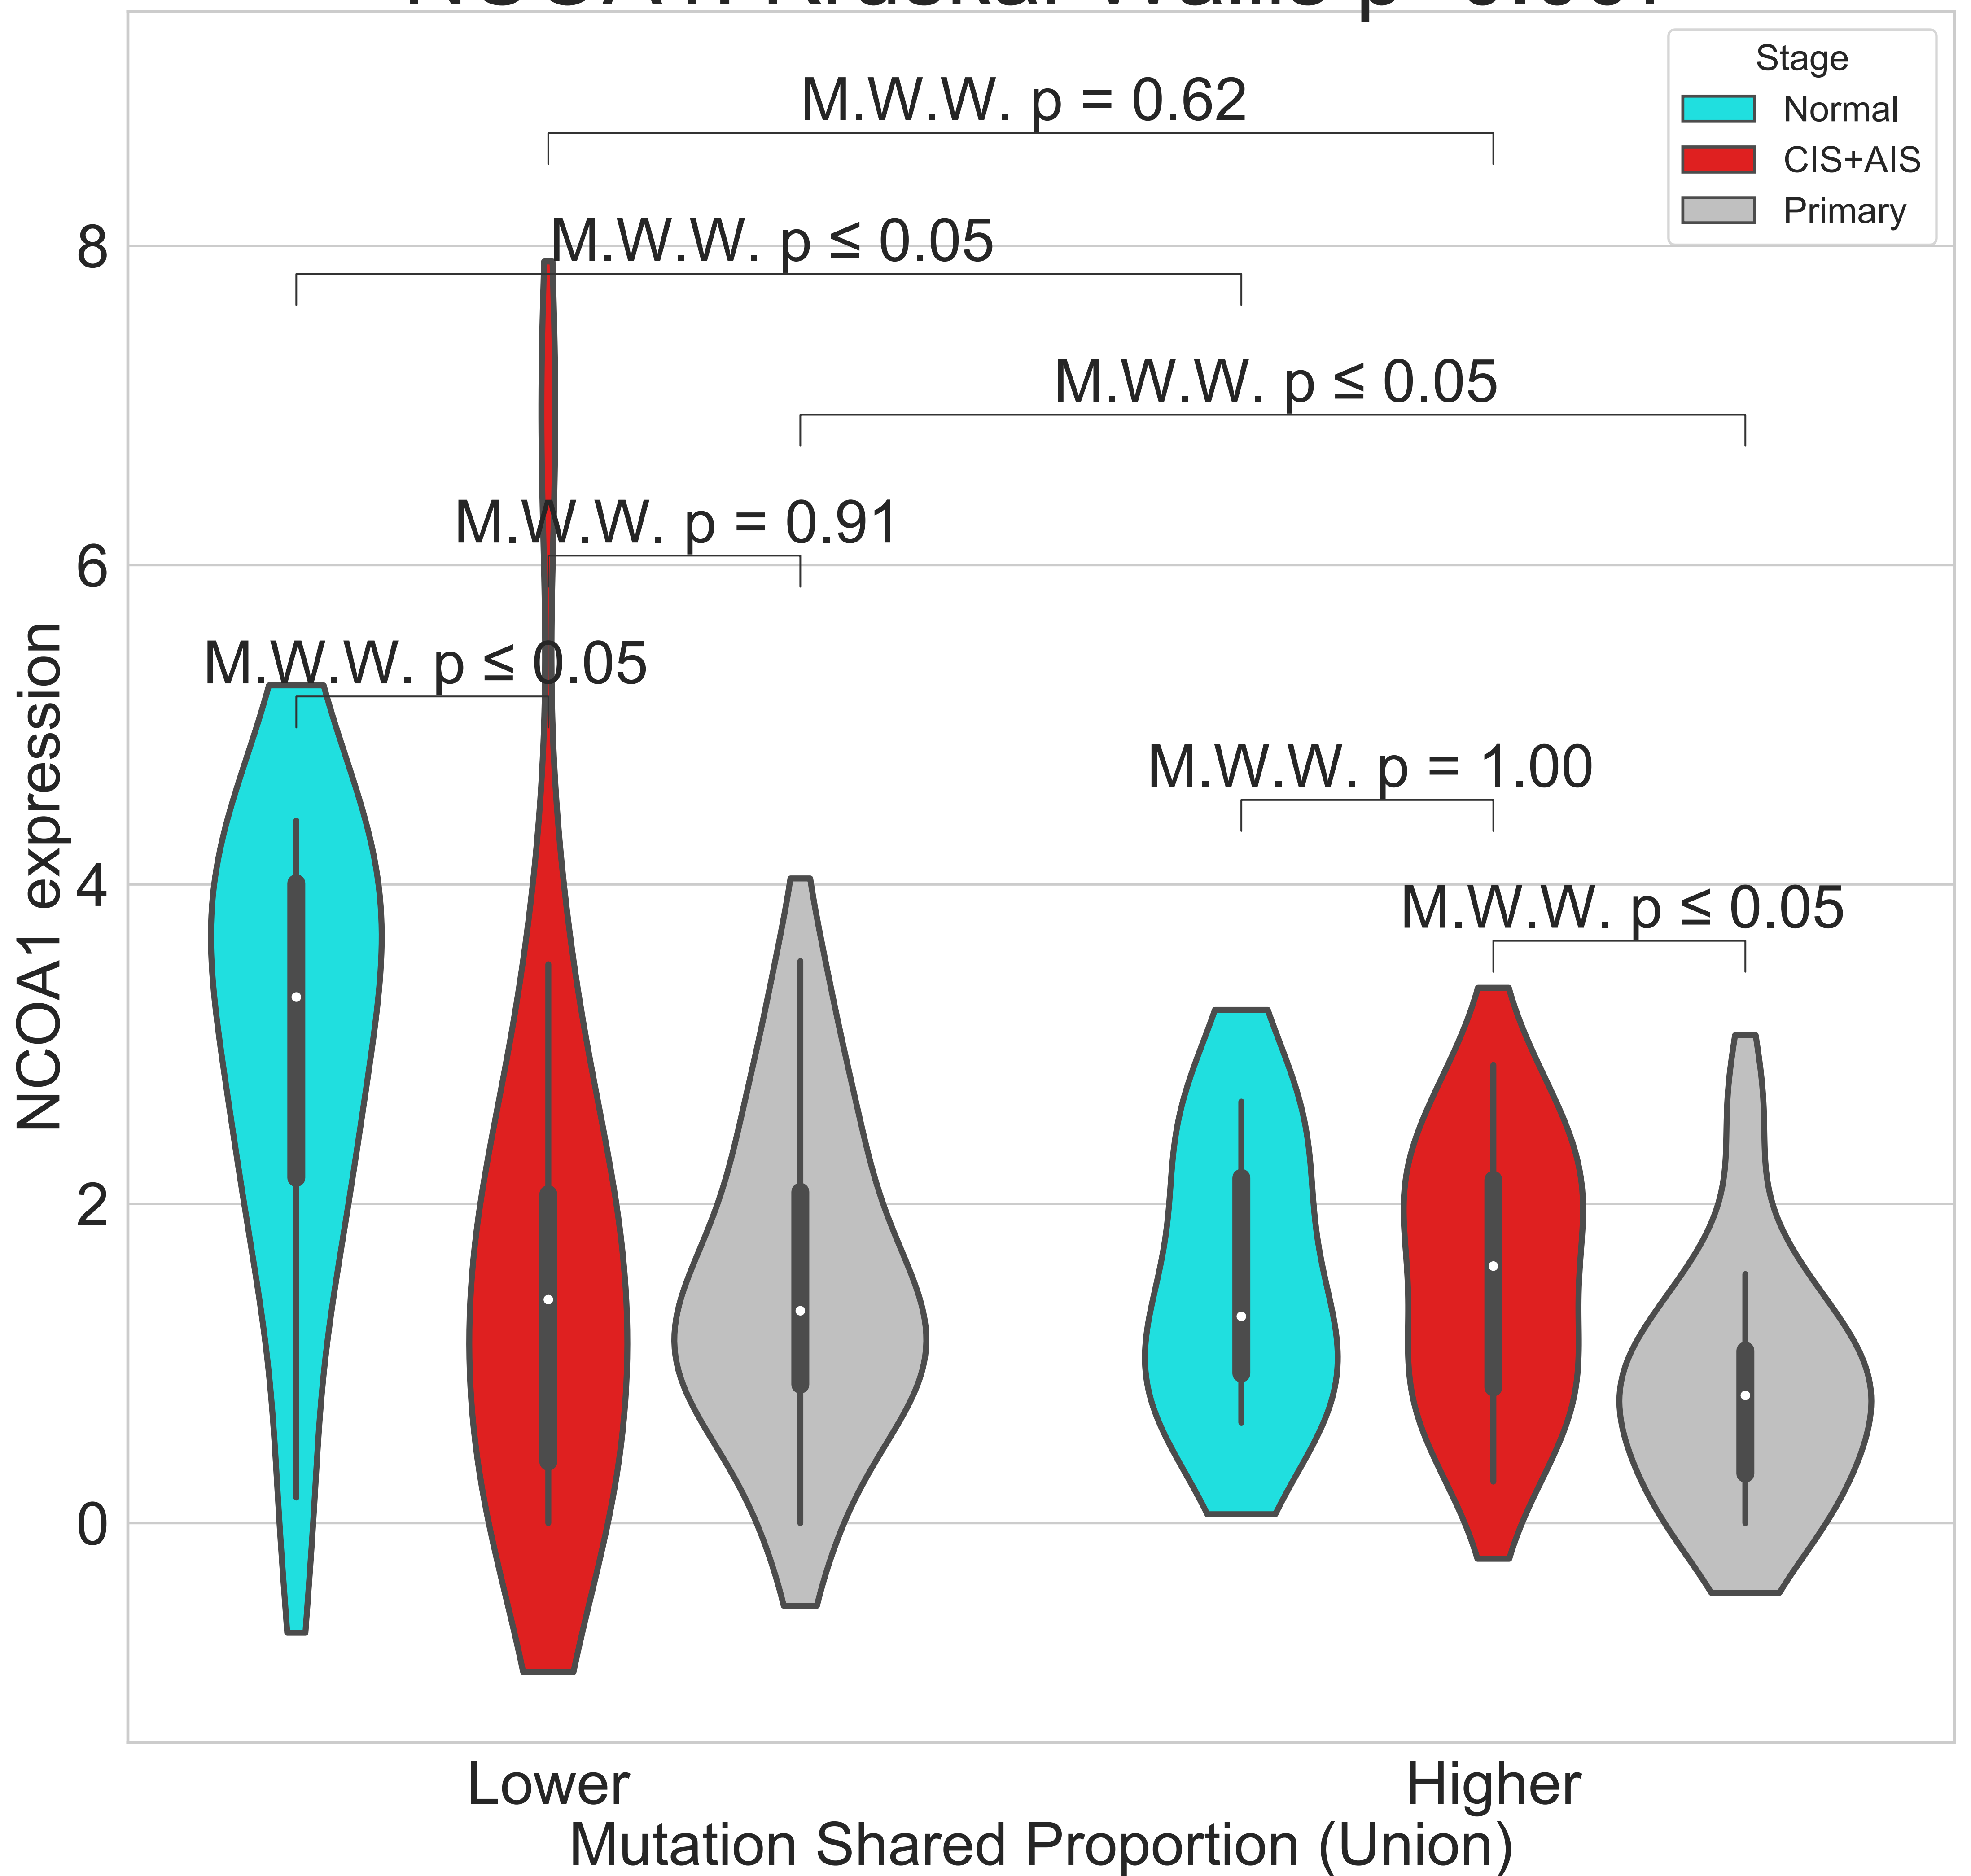 Stage
Normal
CIS+AIS
Primary
M.W.W. p = 0.62
M.W.W. p ≤ 0.05
M.W.W. p ≤ 0.05
M.W.W. p = 0.91
M.W.W. p ≤ 0.05
M.W.W. p = 1.00
M.W.W. p ≤ 0.05
NCOA1 expression
8
6
4
2
0
Lower
Higher
Mutation Shared Proportion (Union)